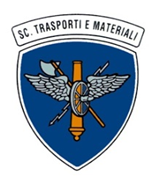 SC. TRASPORTI E MATERIALI